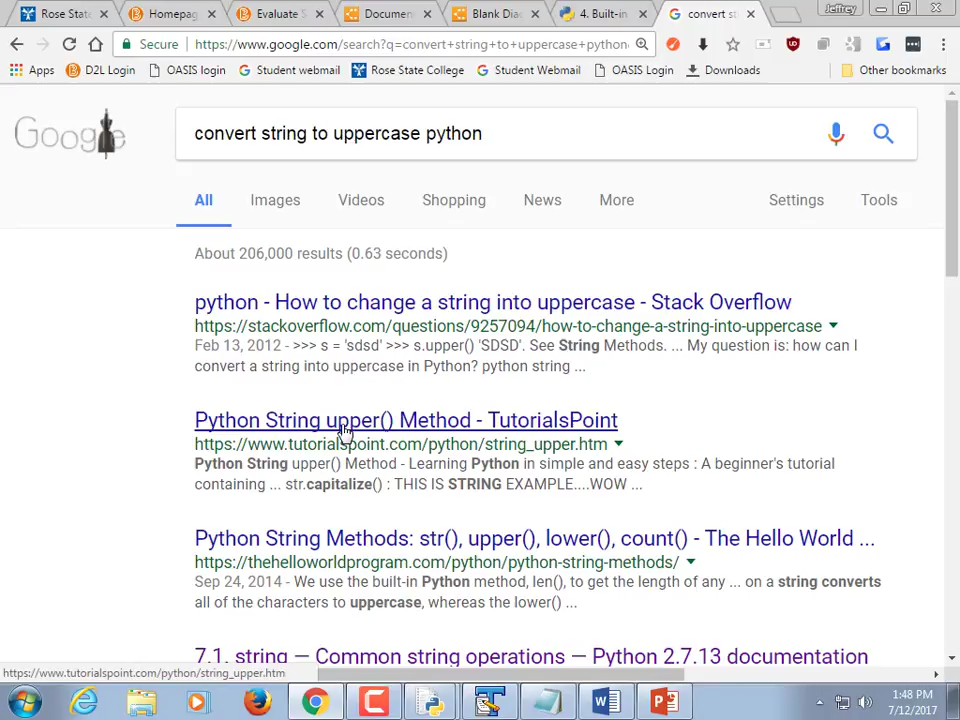 Rose State
Homepag
Evaluate S
Documen
Blank Dia
4. Built-in
convert st
Jeffrey
Secure
https://www.google.com/search?q=convert+string+to+uppercase+python
Apps
D2L Login
OASIS login
Student webmail
Rose State College
Student Webmail
OASIS Login
Downloads
Other bookmarks
Google
convert string to uppercase python
All Images Videos Shopping News More Settings Tools
About 206,000 results (0.63 seconds)
python - How to change a string into uppercase - Stack Overflow
https://stackoverflow.com/questions/9257094/how-to-change-a-string-into-uppercase
Feb 13, 2012 - >>> s = 'sdsd' >>> s.upper() 'SDSD'. See String Methods. ... My question is: how can I
convert a string into uppercase in Python? python string ...
Python String upper() Method - TutorialsPoint
https://www.tutorialspoint.com/python/string_upper.htm
Python String upper() Method - Learning Python in simple and easy steps : A beginner's tutorial
containing ... str.capitalize() : THIS IS STRING EXAMPLE....WOW ...
Python String Methods: str(), upper(), lower(), count() - The Hello World ...
https://thehelloworldprogram.com/python/python-string-methods/
Sep 24, 2014 - We use the built-in Python method, len(), to get the length of any ... on a string converts
all of the characters to uppercase, whereas the lower() ...
7.1. string — Common string operations — Python 2.7.13 documentation
https://www.tutorialspoint.com/python/string_upper.htm
1:48 PM
7/12/2017